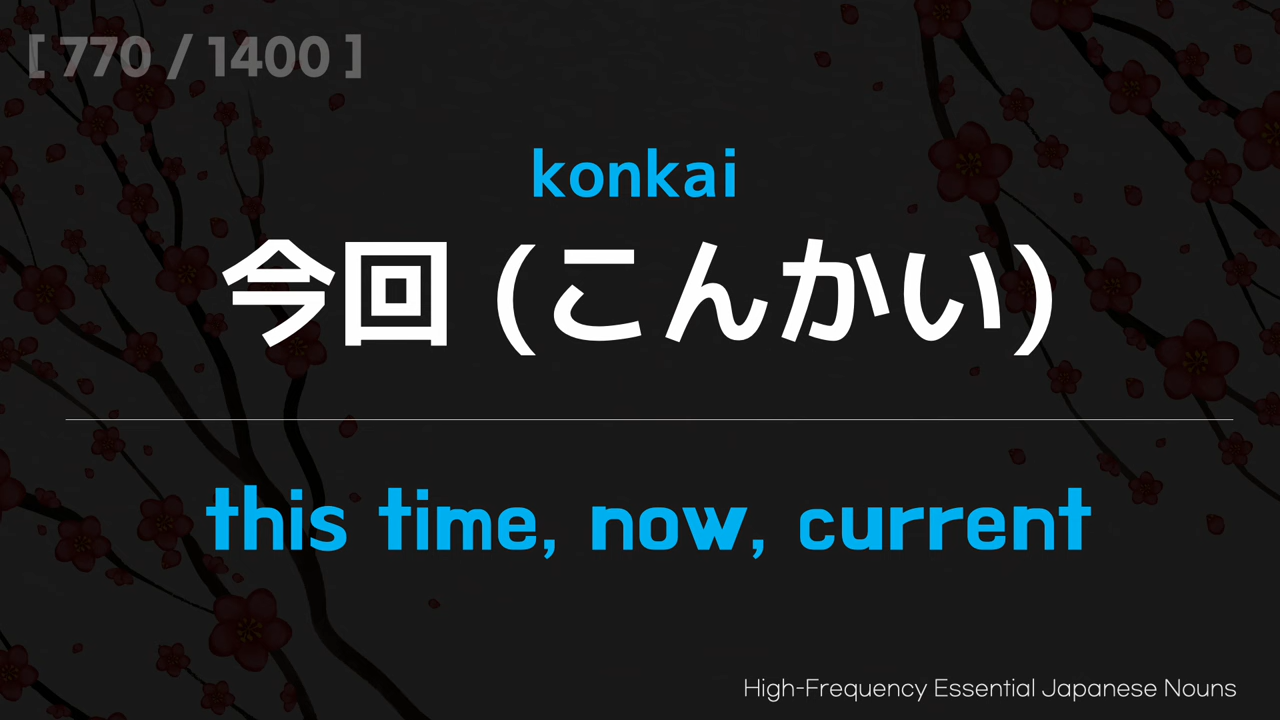 [ 770 / 1400 ]
konkai
今回 (こんかい)
this time, now, current
High-Frequency Essential Japanese Nouns